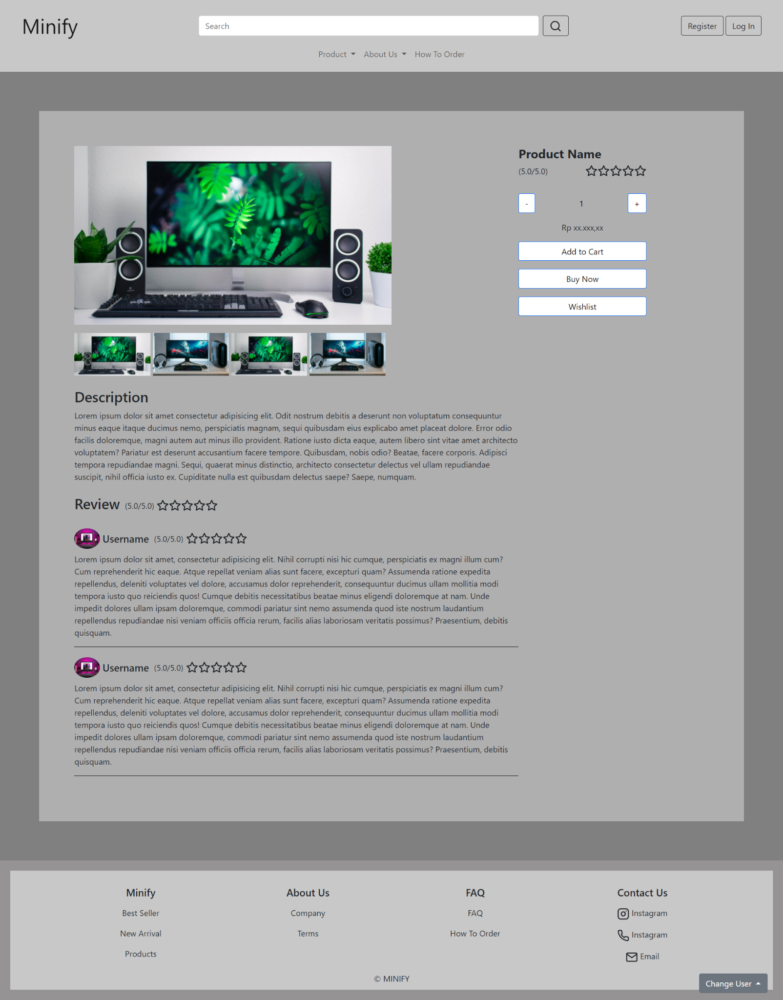 Minify
Search
Register
Log In
Product
About Us
How To Order
Product Name
(5.0/5.0)
-
1
+
Rp xx.xxx,xx
Add to Cart
Buy Now
Wishlist
Description
Lorem ipsum dolor sit amet consectetur adipisicing elit. Odit nostrum debitis a deserunt non voluptatum consequuntur
minus eaque itaque ducimus nemo, perspiciatis magnam, sequi quibusdam eius explicabo amet placeat dolore. Error odio
facilis doloremque, magni autem aut minus illo provident. Ratione iusto dicta eaque, autem libero sint vitae amet architecto
voluptatem? Pariatur est deserunt accusantium facere tempore. Quibusdam, nobis odio? Beatae, facere corporis. Adipisci
tempora repudiandae magni. Sequi, quaerat minus distinctio, architecto consectetur delectus vel ullam repudiandae
suscipit, nihil officia iusto ex. Cupiditate nulla est quibusdam delectus saepe? Saepe, numquam.
Review (5.0/5.0)
Username (5.0/5.0)
Lorem ipsum dolor sit amet, consectetur adipisicing elit. Nihil corrupti nisi hic cumque, perspiciatis ex magni illum cum?
Cum reprehenderit hic eaque. Atque repellat veniam alias sunt facere, excepturi quam? Assumenda ratione expedita
repellendus, deleniti voluptates vel dolore, accusamus dolor reprehenderit, consequuntur ducimus ullam mollitia modi
tempora iusto quo reiciendis quos! Cumque debitis necessitatibus beatae minus eligendi doloremque at nam. Unde
impedit dolores ullam ipsam doloremque, commodi pariatur sint nemo assumenda quod iste nostrum laudantium
repellendus repudiandae nisi veniam officiis officia rerum, facilis alias laboriosam veritatis possimus? Praesentium, debitis
quisquam.
Username (5.0/5.0)
Lorem ipsum dolor sit amet, consectetur adipisicing elit. Nihil corrupti nisi hic cumque, perspiciatis ex magni illum cum?
Cum reprehenderit hic eaque. Atque repellat veniam alias sunt facere, excepturi quam? Assumenda ratione expedita
repellendus, deleniti voluptates vel dolore, accusamus dolor reprehenderit, consequuntur ducimus ullam mollitia modi
tempora iusto quo reiciendis quos! Cumque debitis necessitatibus beatae minus eligendi doloremque at nam. Unde
impedit dolores ullam ipsam doloremque, commodi pariatur sint nemo assumenda quod iste nostrum laudantium
repellendus repudiandae nisi veniam officiis officia rerum, facilis alias laboriosam veritatis possimus? Praesentium, debitis
quisquam.
Minify
Best Seller
New Arrival
Products
About Us
Company
Terms
FAQ
FAQ
How To Order
Contact Us
Instagram
Instagram
Email
© MINIFY
Change User